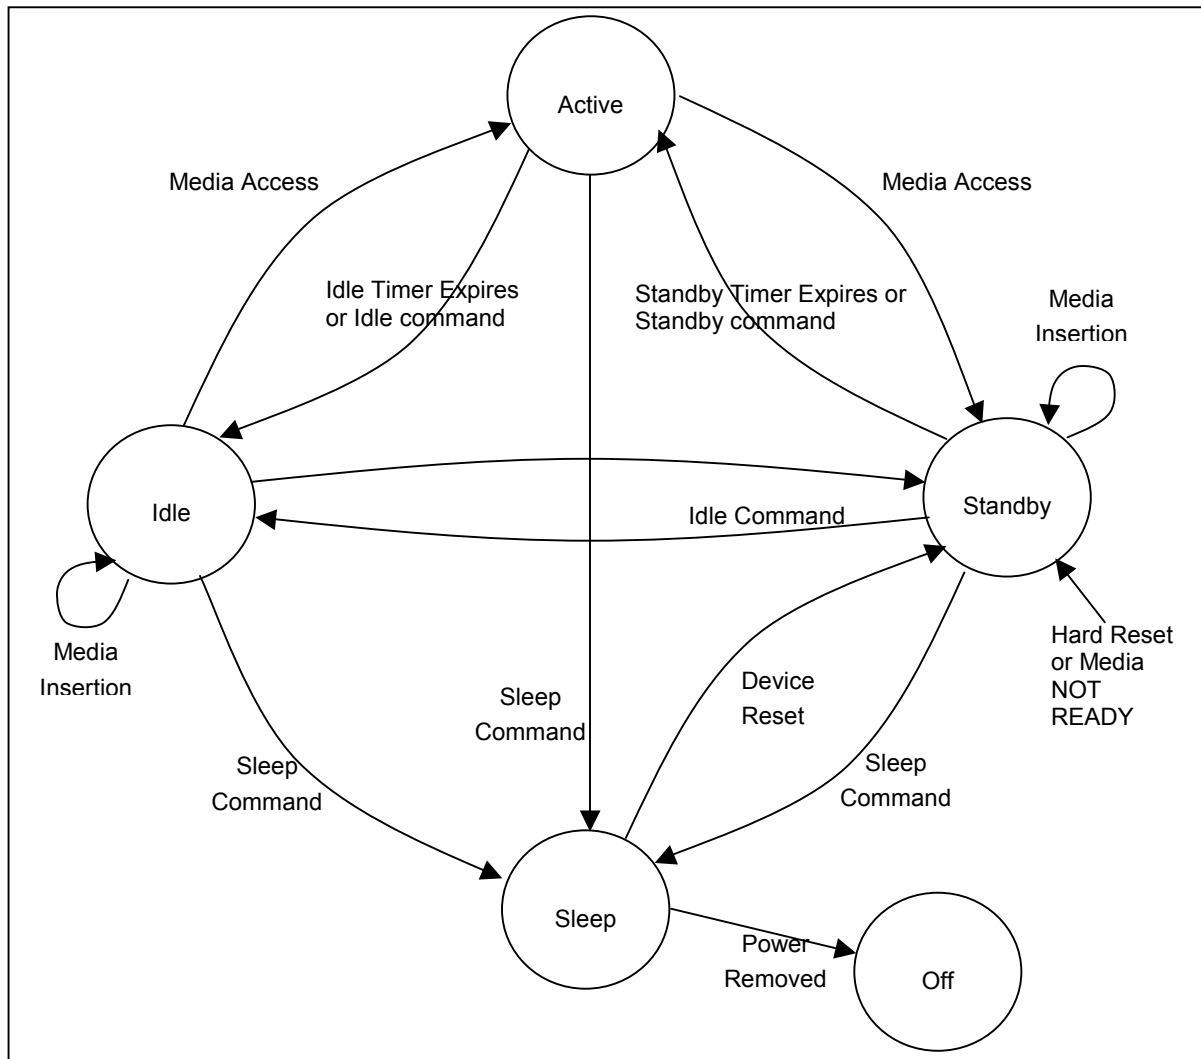 Active
Media Access
Media Access
Idle Timer Expires
or Idle command
Standby Timer Expires or
Standby command
Media
Insertion
Idle
Standby
Idle Command
Media
Insertion
Hard Reset
or Media
NOT
READY
Sleep
Command
Device
Reset
Sleep
Command
Sleep
Command
Sleep
Power
Removed
Off